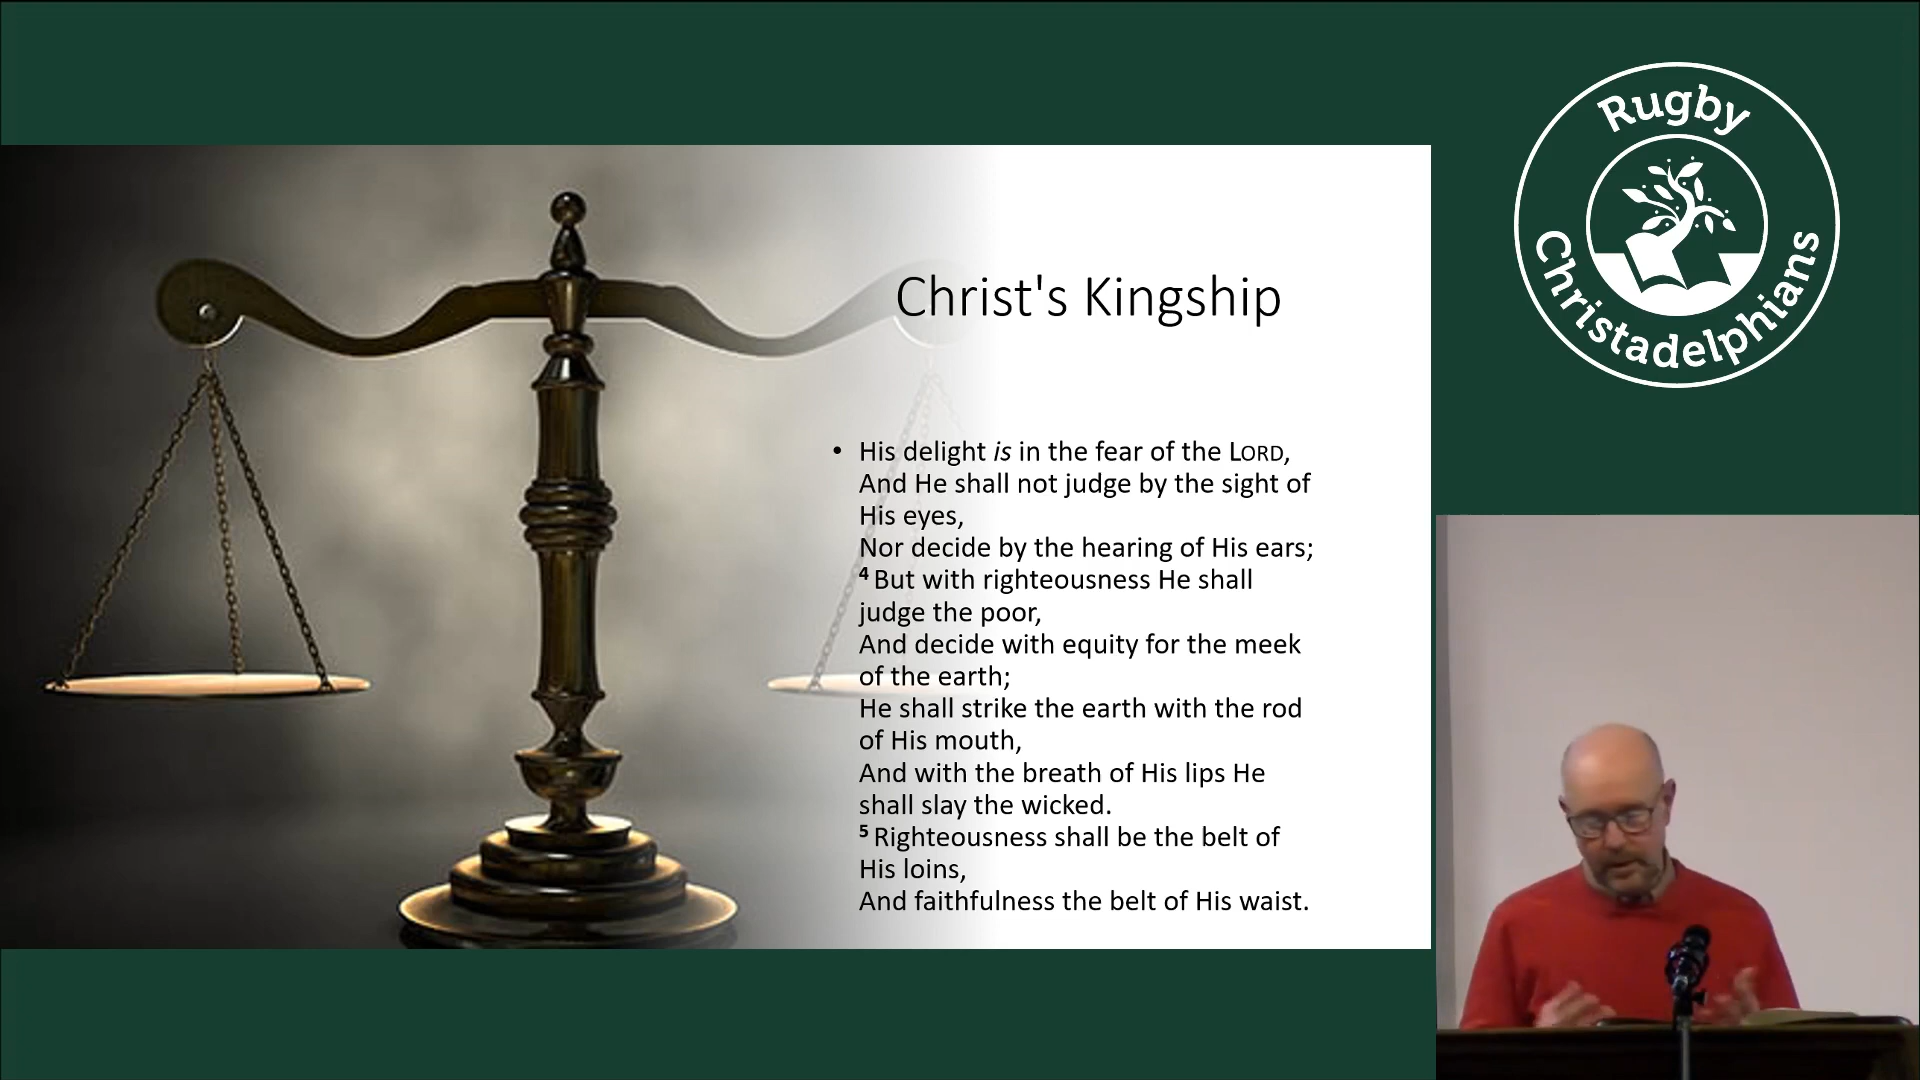 Rugby
Christadelphians
Christ's Kingship
• His delight is in the fear of the LORD,
And He shall not judge by the sight of
His eyes,
Nor decide by the hearing of His ears;
4 But with righteousness He shall
judge the poor,
And decide with equity for the meek
of the earth;
He shall strike the earth with the rod
of His mouth,
And with the breath of His lips He
shall slay the wicked.
5 Righteousness shall be the belt of
His loins,
And faithfulness the belt of His waist.